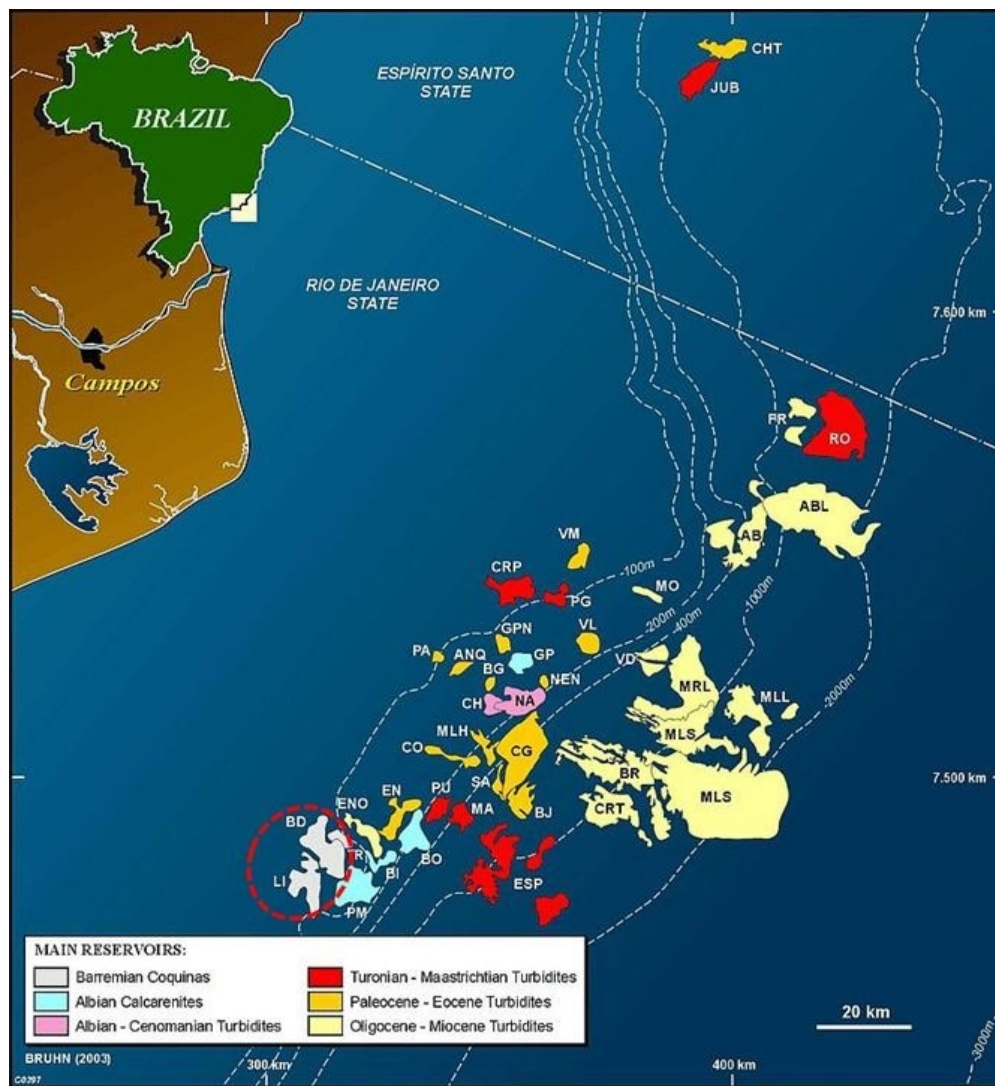 CHT
ESPÍRITO SANTO
STATE
JUB
BRAZIL
RIO DE JANEIRO
STATE
7.600 km
Campos
FR
RO
ABL
AB
VM
CRP
100m
MO
PG
1000m
200m
GPN
VL
400m
PA
ANQ
GP
VD
BG
NEN
MRL
MLL
2000m
CH
NA
MLH
MLS
CO
CG
7.500 km
SA
BR
PU
EN
MLS
ENO
MA
BJ
CRT
BD
TR
BO
BI
LI
ESP
PM
MAIN RESERVOIRS:
Barremian Coquinas
Turonian - Maastrichtian Turbidites
Albian Calcarenites
Paleocene - Eocene Turbidites
Albian - Cenomanian Turbidites
Oligocene - Miocene Turbidites
20 km
BRUHN (2003)
300 km
400 km
3000m
C0397